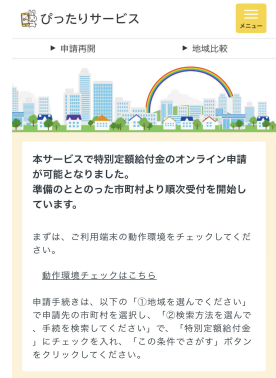 ぴったりサービス
メニュー
▶ 申請再開
▶ 地域比較
本サービスで特別定額給付金のオンライン申請
が可能となりました。
準備のととのった市町村より順次受付を開始し
ています。
まずは、ご利用端末の動作環境をチェックしてくだ
さい。
動作環境チェックはこちら
申請手続きは、以下の「①地域を選んでください」
で申請先の市町村を選択し、「②検索方法を選んで
、手続を検索してください」で、「特別定額給付金
」にチェックを入れ、「この条件でさがす」ボタン
をクリックしてください。